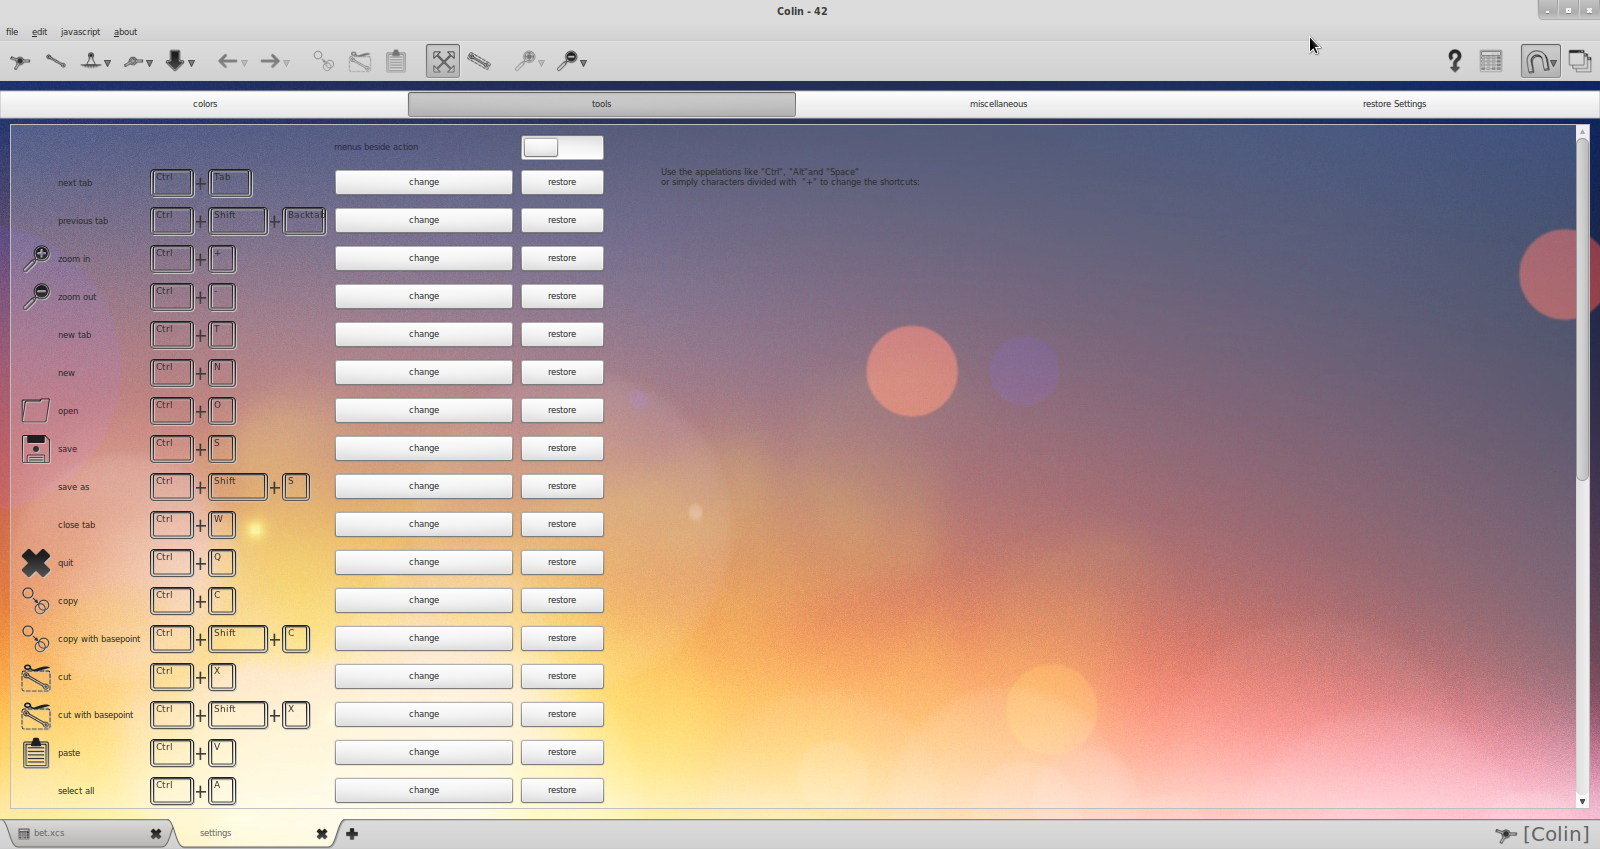 Colin - 42
file edit javascript about
colors tools miscellaneous restore Settings
menus beside action
Use the appelations like "Ctrl", "Alt"and "Space"
or simply characters divided with "+" to change the shortcuts:
next tab Ctrl + Tab change restore
previous tab Ctrl + Shift + Backtab change restore
zoom in Ctrl + + change restore
zoom out Ctrl + - change restore
new tab Ctrl + T change restore
new Ctrl + N change restore
open Ctrl + O change restore
save Ctrl + S change restore
save as Ctrl + Shift + S change restore
close tab Ctrl + W change restore
quit Ctrl + Q change restore
copy Ctrl + C change restore
copy with basepoint Ctrl + Shift + C change restore
cut Ctrl + X change restore
cut with basepoint Ctrl + Shift + X change restore
paste Ctrl + V change restore
select all Ctrl + A change restore
bet.xcs settings [Colin]